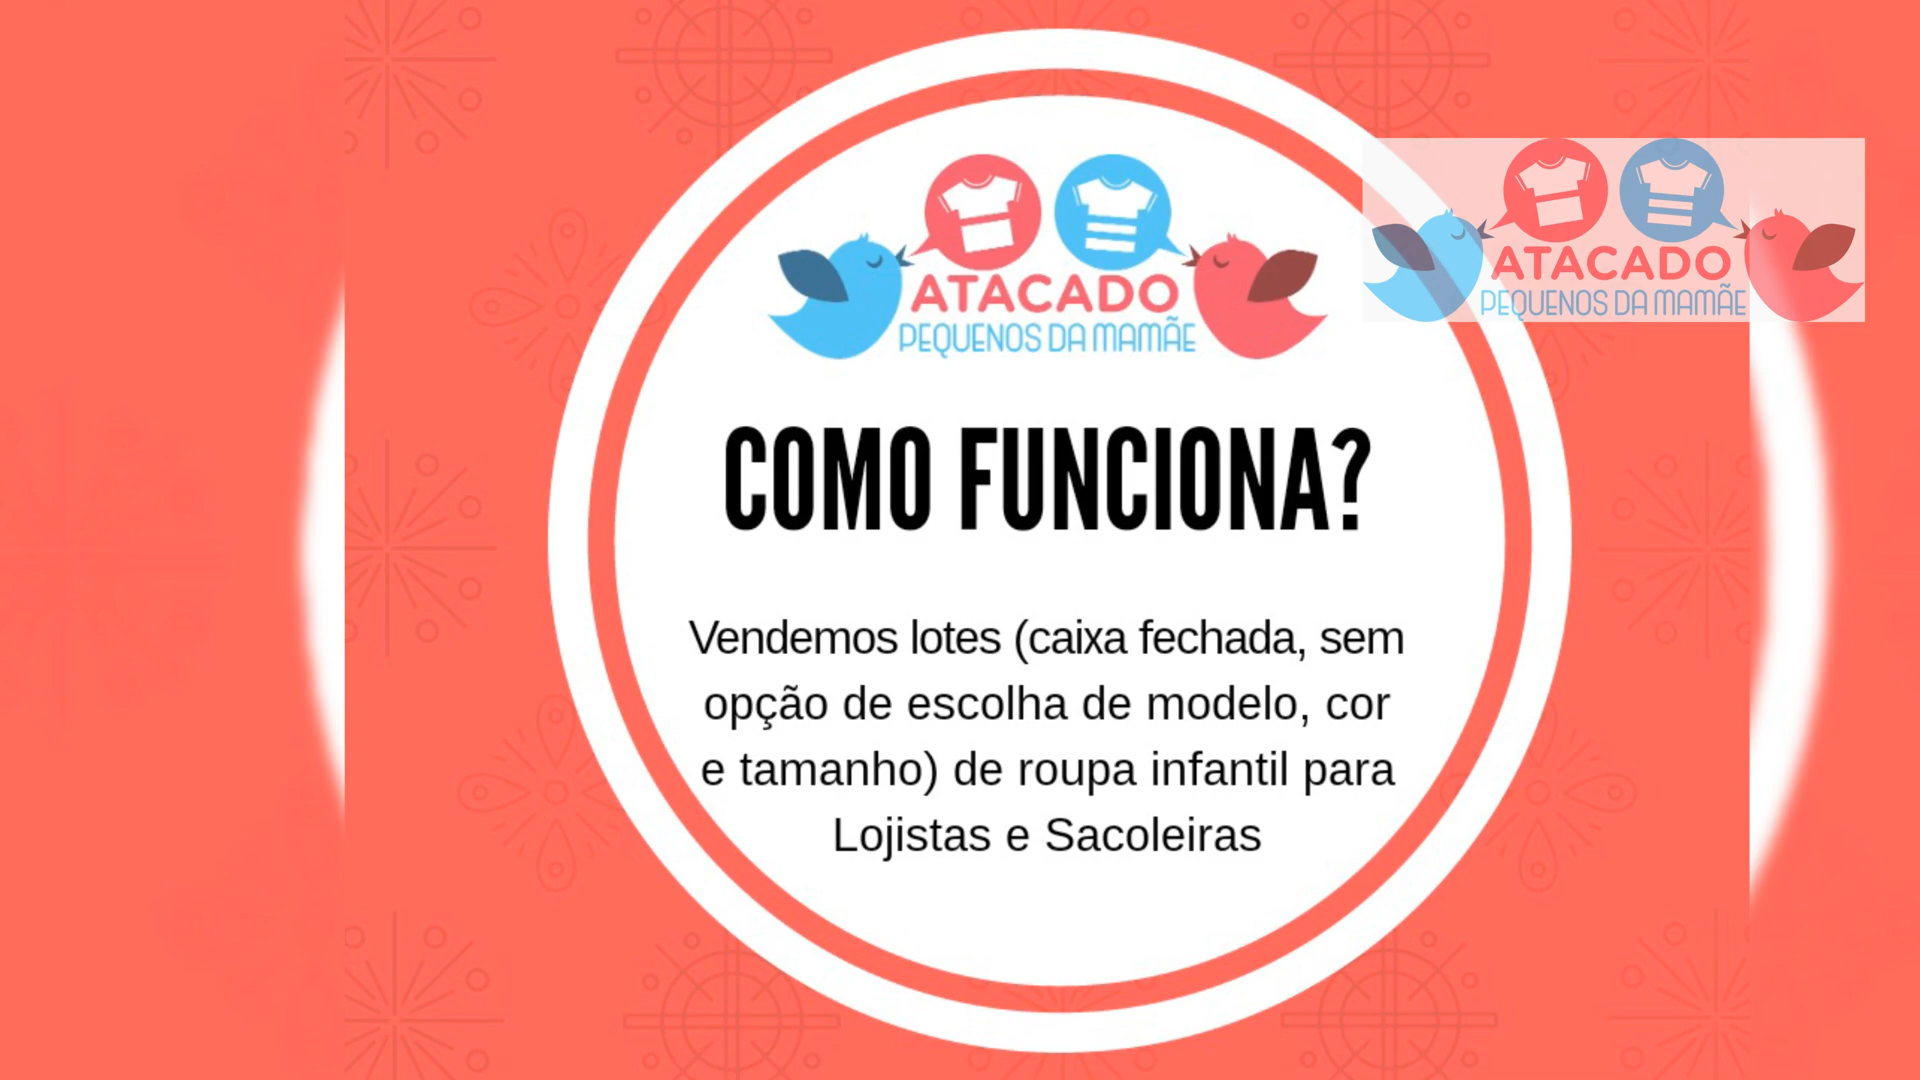 ATACADO
PEQUENOS DA MAMÃE
ATACADO
PEQUENOS DA MAMÃE
COMO FUNCIONA?
Vendemos lotes (caixa fechada, sem
opção de escolha de modelo, cor
e tamanho) de roupa infantil para
Lojistas e Sacoleiras